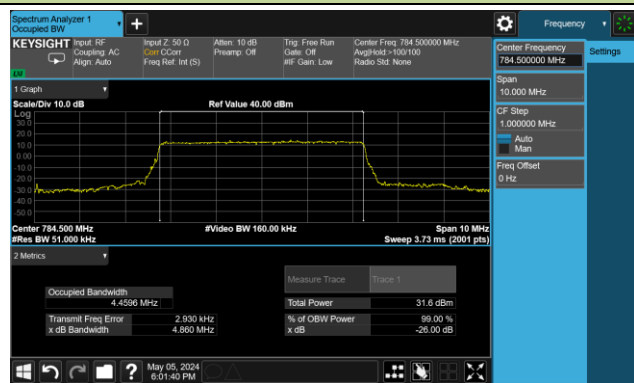 Spectrum Analyzer 1
Occupied BW
+
Frequency
KEYSIGHT
Input: RF
Coupling: AC
Align: Auto
Input Z: 50 Ω
Corr CCorr
Freq Ref: Int (S)
Atten: 10 dB
Preamp: Off
Trig: Free Run
Gate: Off
#IF Gain: Low
Center Freq: 784.500000 MHz
Avg|Hold:>100/100
Radio Std: None
Center Frequency
784.500000 MHz
Settings
Span
10.000 MHz
CF Step
1.000000 MHz
Auto
Man
Freq Offset
0 Hz
1 Graph
Scale/Div 10.0 dB
Ref Value 40.00 dBm
Log
30.0
20.0
10.0
0.00
-10.0
-20.0
-30.0
-40.0
-50.0
Center 784.500 MHz
#Video BW 160.00 kHz
Span 10 MHz
#Res BW 51.000 kHz
Sweep 3.73 ms (2001 pts)
2 Metrics
Measure Trace
Trace 1
Occupied Bandwidth
4.4596 MHz
Total Power
31.6 dBm
Transmit Freq Error
2.930 kHz
% of OBW Power
99.00 %
x dB Bandwidth
4.860 MHz
x dB
-26.00 dB
?
May 05, 2024
6:01:40 PM